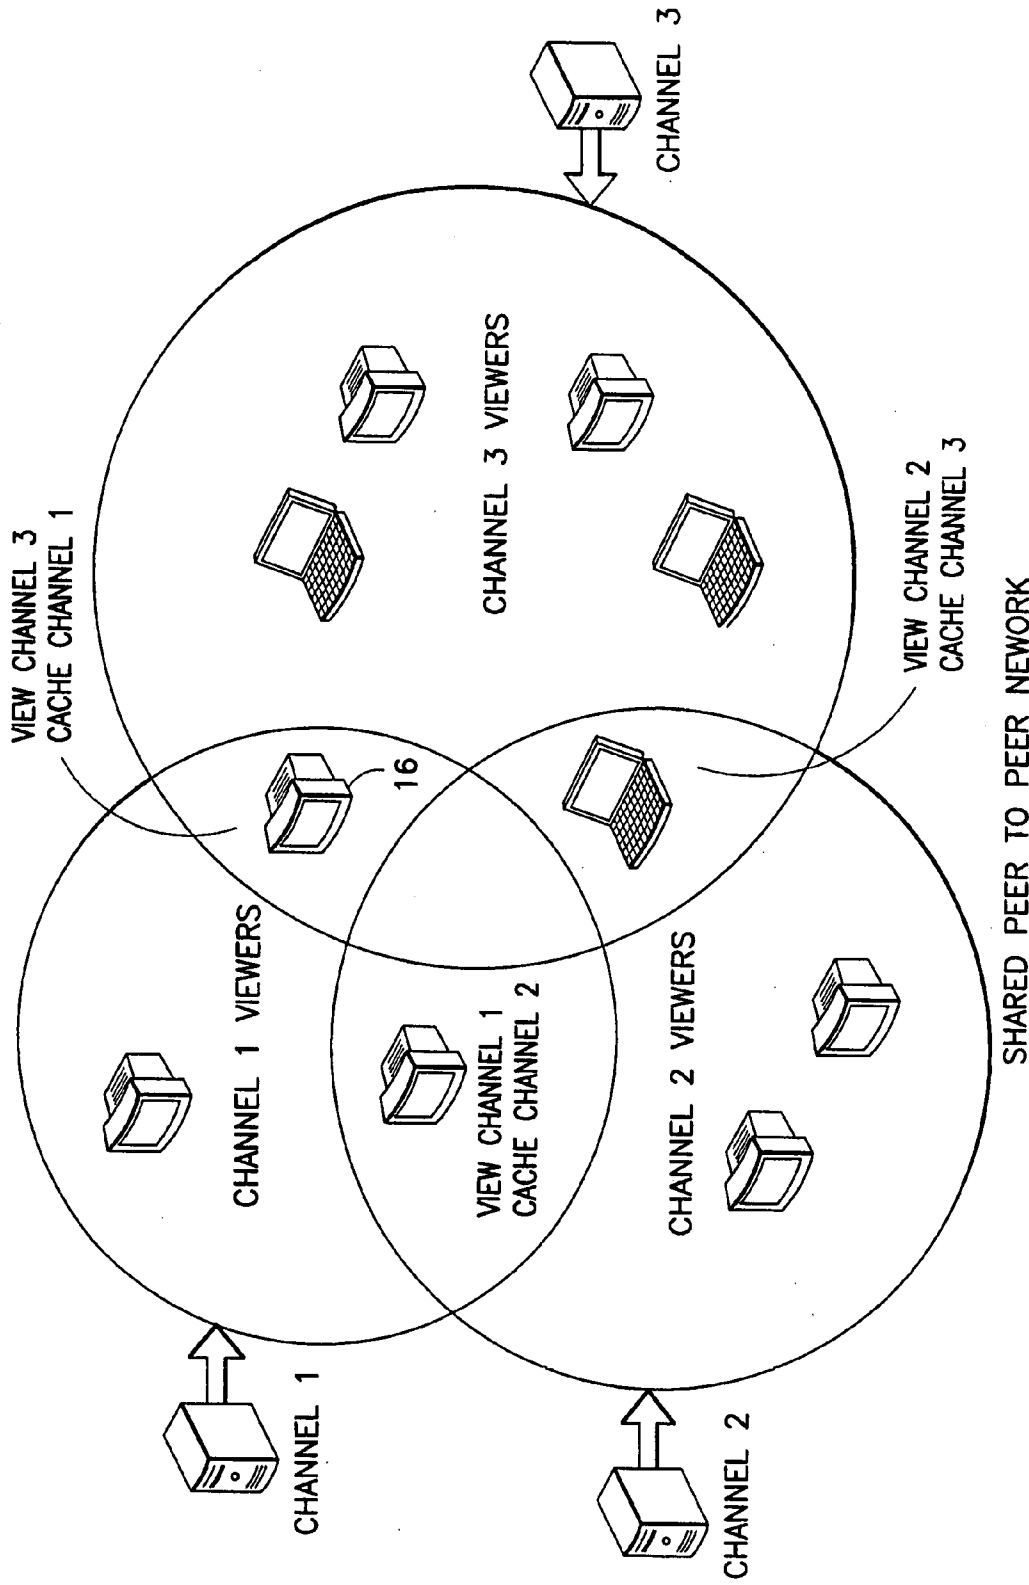 VIEW CHANNEL 3
CACHE CHANNEL 1
16
CHANNEL 1 VIEWERS
CHANNEL 1
VIEW CHANNEL 1
CACHE CHANNEL 2
CHANNEL 3 VIEWERS
CHANNEL 3
CHANNEL 2 VIEWERS
CHANNEL 2
VIEW CHANNEL 2
CACHE CHANNEL 3
SHARED PEER TO PEER NEWORK